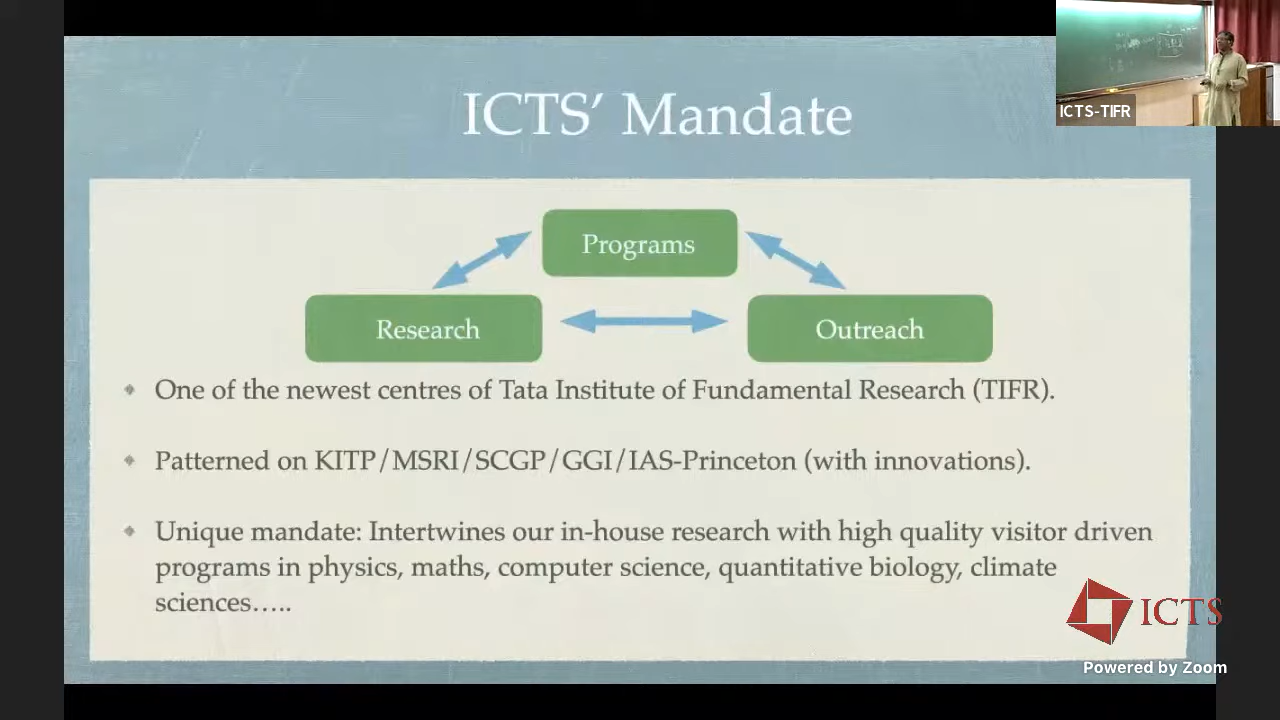 ICTS' Mandate
ICTS-TIFR
Programs
Research
Outreach
One of the newest centres of Tata Institute of Fundamental Research (TIFR).
Patterned on KITP/MSRI/SCGP/GGI/IAS-Princeton (with innovations).
Unique mandate: Intertwines our in-house research with high quality visitor driven
programs in physics, maths, computer science, quantitative biology, climate
sciences…..
ICTS
Powered by Zoom